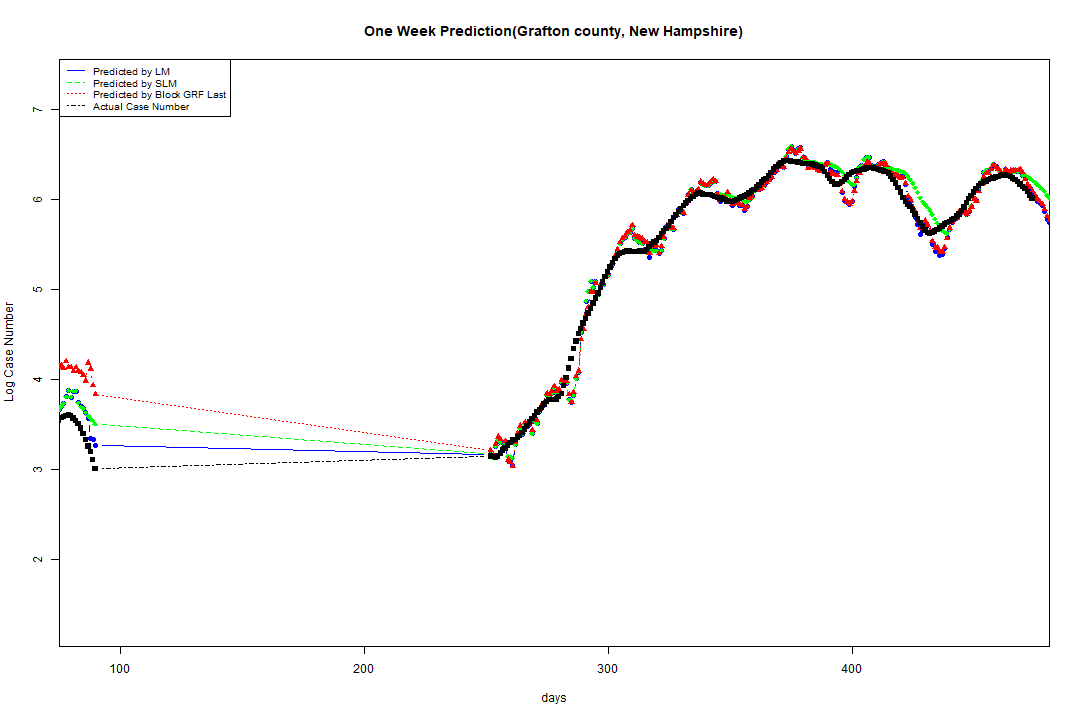 One Week Prediction(Grafton county, New Hampshire)
Predicted by LM
Predicted by SLM
Predicted by Block GRF Last
Actual Case Number
7
6
5
4
3
2
Log Case Number
100 200 300 400
days